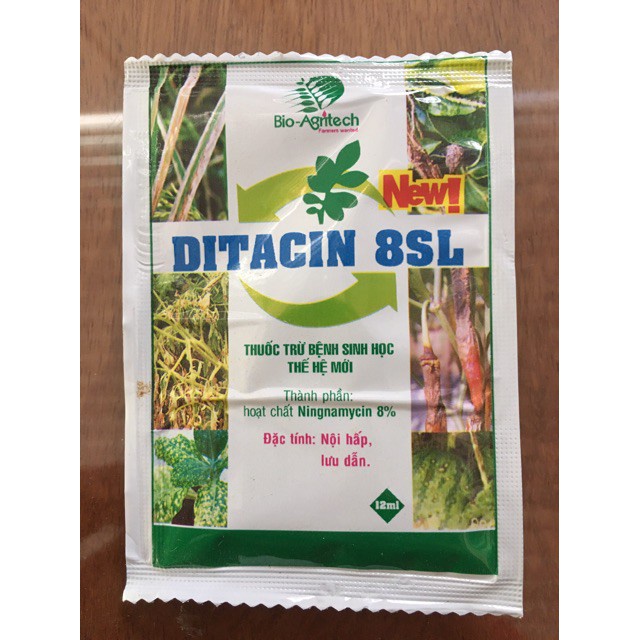 Bio-Agritech
Farmers wanted
New!
DITACIN 8SL
THUỐC TRỪ BỆNH SINH HỌC
THẾ HỆ MỚI
Thành phần:
hoạt chất Ningnamycin 8%
Đặc tính: Nội hấp,
lưu dẫn.
12ml